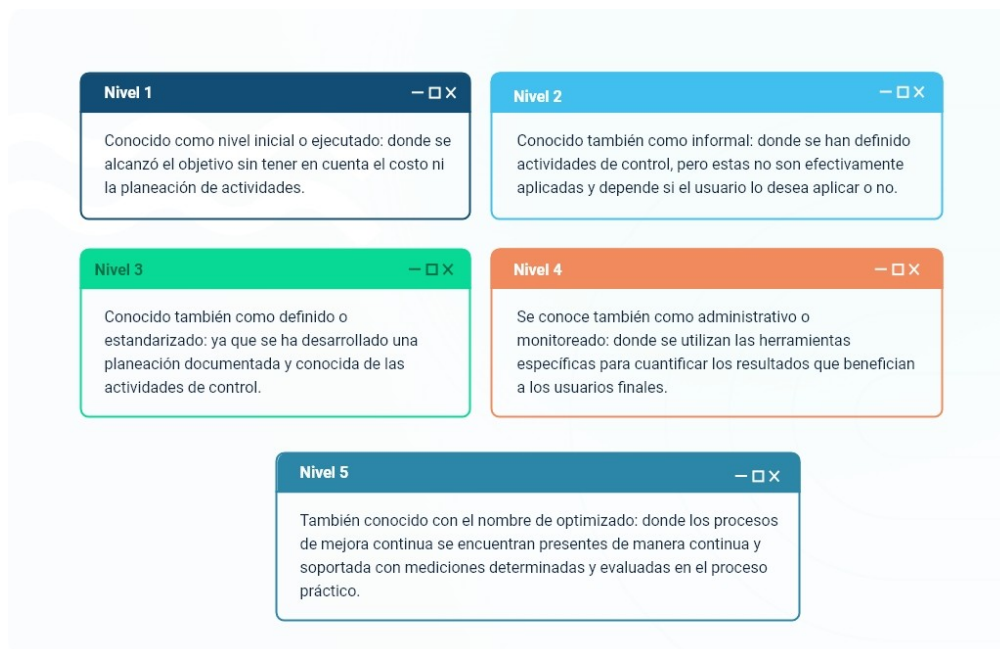 Nivel 1
Conocido como nivel inicial o ejecutado: donde se
alcanzó el objetivo sin tener en cuenta el costo ni
la planeación de actividades.
Nivel 2
Conocido también como informal: donde se han definido
actividades de control, pero estas no son efectivamente
aplicadas y depende si el usuario lo desea aplicar o no.
Nivel 3
Conocido también como definido o
estandarizado: ya que se ha desarrollado una
planeación documentada y conocida de las
actividades de control.
Nivel 4
Se conoce también como administrativo o
monitoreado: donde se utilizan las herramientas
específicas para cuantificar los resultados que benefician
a los usuarios finales.
Nivel 5
También conocido con el nombre de optimizado: donde los procesos
de mejora continua se encuentran presentes de manera continua y
soportada con mediciones determinadas y evaluadas en el proceso
práctico.